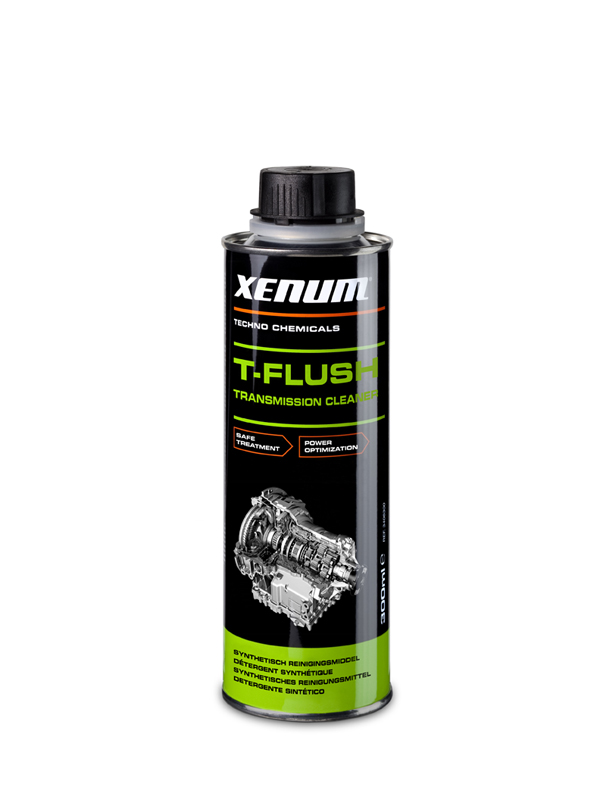 XENUM®
TECHNO CHEMICALS
T-FLUSH
TRANSMISSION CLEANER
SAFE
TREATMENT
POWER
OPTIMIZATION
300ml e
SYNTHETISCH REINIGINGSMIDDEL
DÉTERGENT SYNTHÉTIQUE
SYNTHETISCHES REINIGUNGSMITTEL
DETERGENTE SINTÉTICO